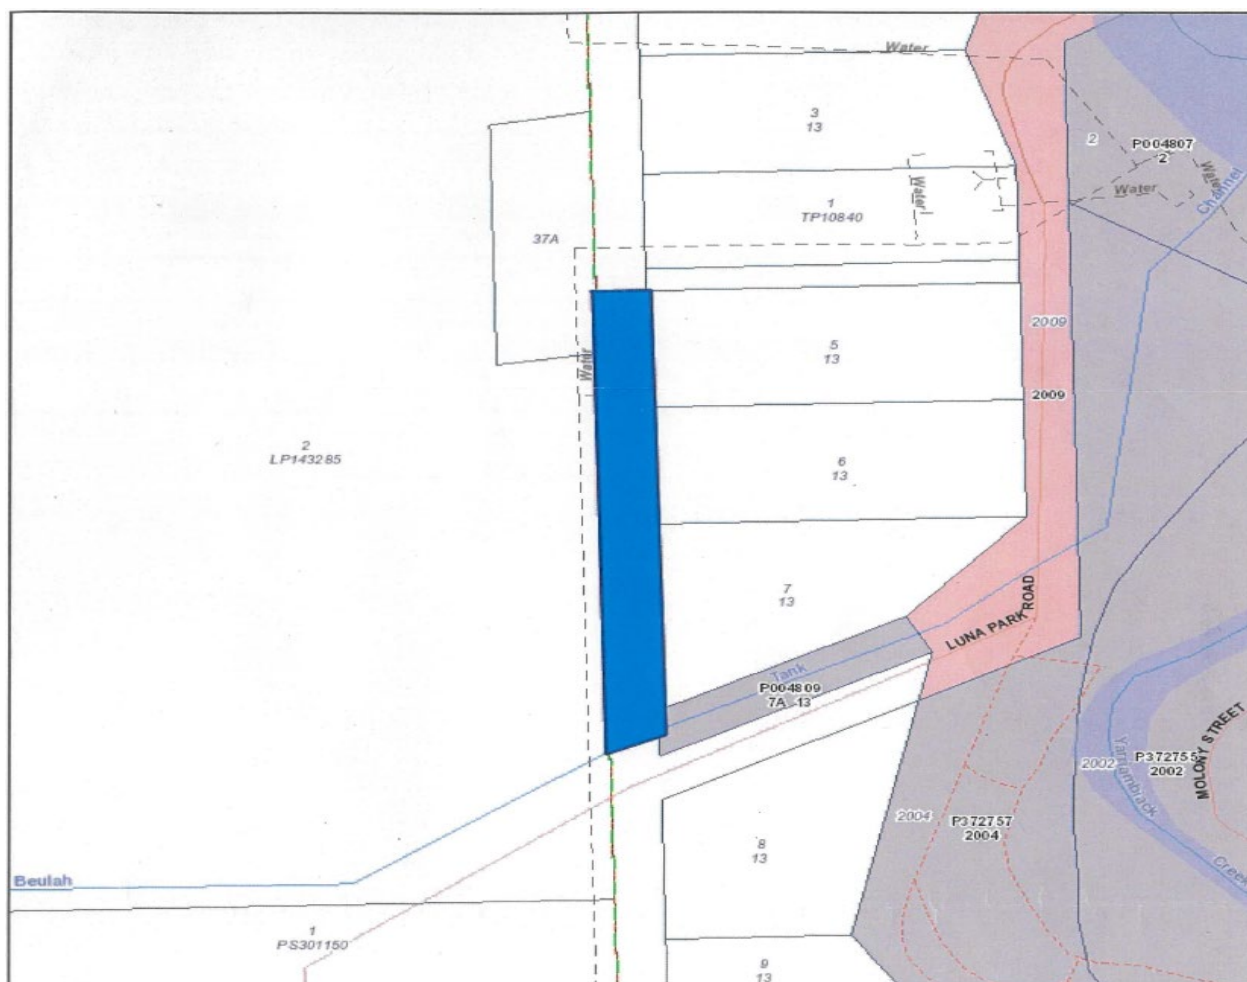 Water
3
13
2
P004807
2
Water
Water
Water
Channel
1
TP10840
37A
2009
5
13
Water
2009
2
LP143285
6
13
7
13
LUNA PARK ROAD
Tank
P004809
7A 13
MOLONY STREET
P372755
2002
2002
Yarriambiack
Creek
P372757
2004
2004
8
13
Beulah
1
PS301150
9
13